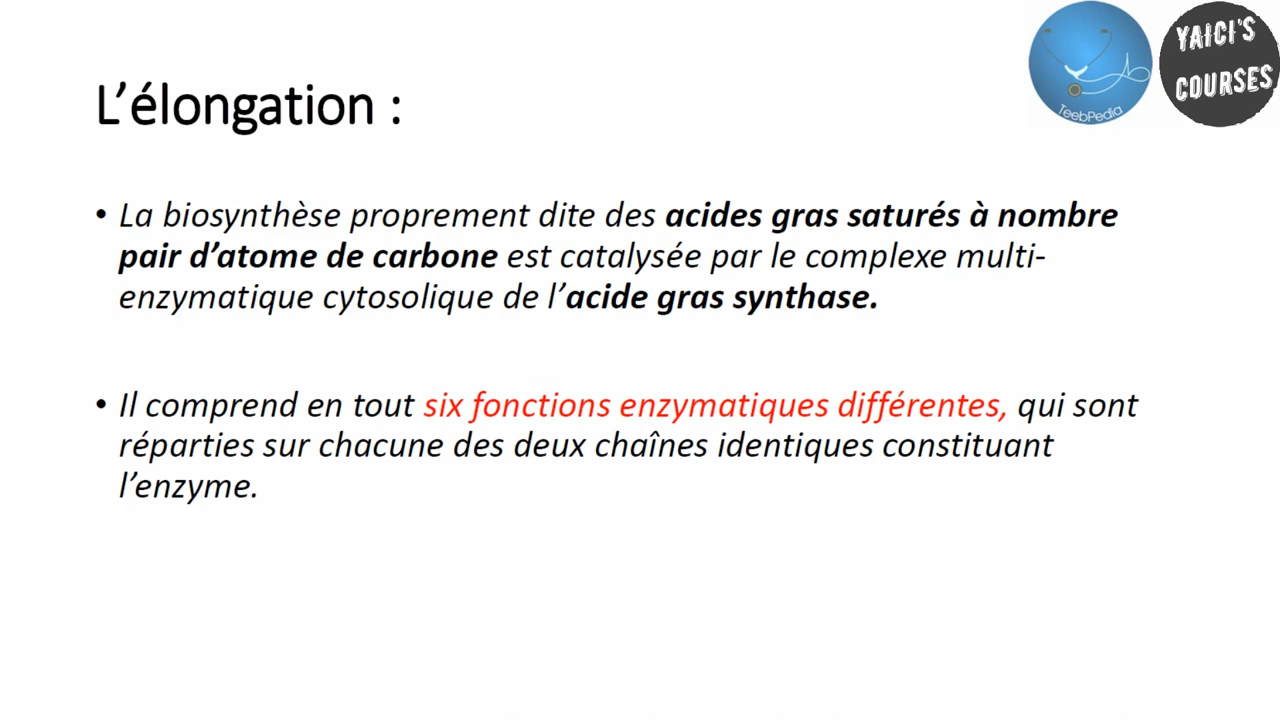 L’élongation :
TeebPedia
YAICI'S
COURSES
• La biosynthèse proprement dite des acides gras saturés à nombre
pair d’atome de carbone est catalysée par le complexe multi-
enzymatique cytosolique de l’acide gras synthase.
• Il comprend en tout six fonctions enzymatiques différentes, qui sont
réparties sur chacune des deux chaînes identiques constituant
l’enzyme.